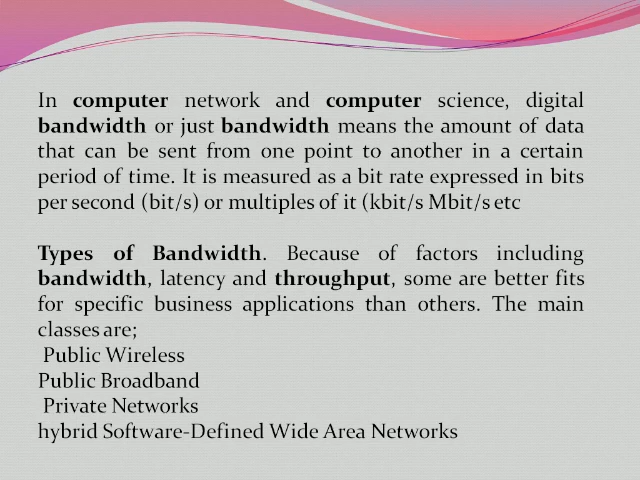 In computer network and computer science, digital
bandwidth or just bandwidth means the amount of data
that can be sent from one point to another in a certain
period of time. It is measured as a bit rate expressed in bits
per second (bit/s) or multiples of it (kbit/s Mbit/s etc
Types of Bandwidth. Because of factors including
bandwidth, latency and throughput, some are better fits
for specific business applications than others. The main
classes are;
Public Wireless
Public Broadband
Private Networks
hybrid Software-Defined Wide Area Networks